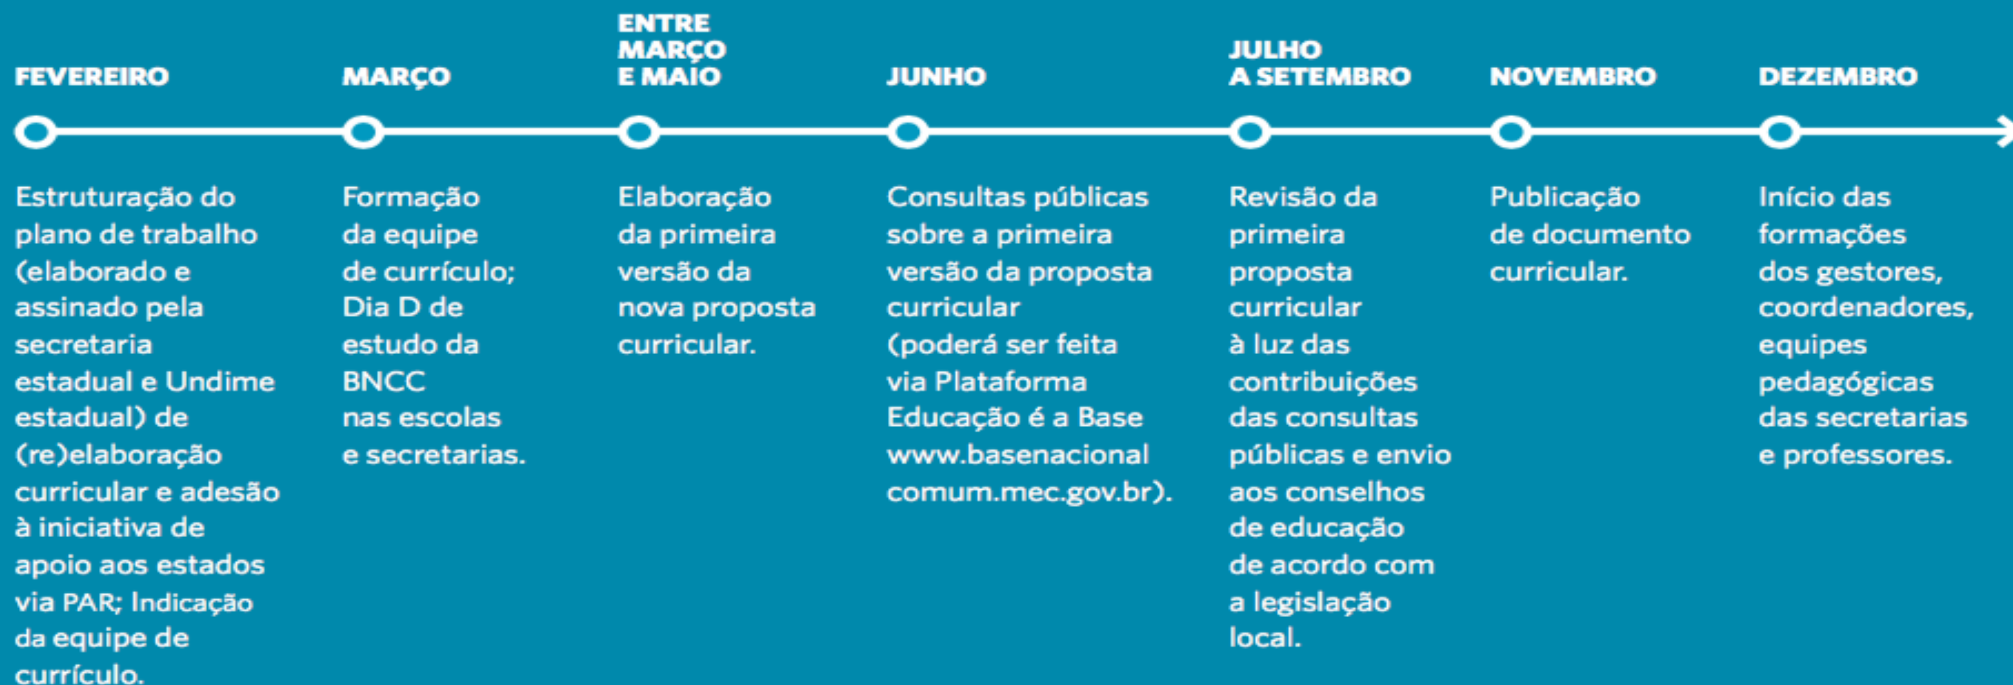 FEVEREIRO
Estruturação do
plano de trabalho
(elaborado e
assinado pela
secretaria
estadual e Undime
estadual) de
(re)elaboração
curricular e adesão
à iniciativa de
apoio aos estados
via PAR; Indicação
da equipe de
currículo.
MARÇO
Formação
da equipe
de currículo;
Dia D de
estudo da
BNCC
nas escolas
e secretarias.
ENTRE
MARÇO
E MAIO
Elaboração
da primeira
versão da
nova proposta
curricular.
JUNHO
Consultas públicas
sobre a primeira
versão da proposta
curricular
(poderá ser feita
via Plataforma
Educação é a Base
www.basenacional
comum.mec.gov.br).
JULHO
A SETEMBRO
Revisão da
primeira
proposta
curricular
à luz das
contribuições
das consultas
públicas e envio
aos conselhos
de educação
de acordo com
a legislação
local.
NOVEMBRO
Publicação
de documento
curricular.
DEZEMBRO
Início das
formações
dos gestores,
coordenadores,
equipes
pedagógicas
das secretarias
e professores.